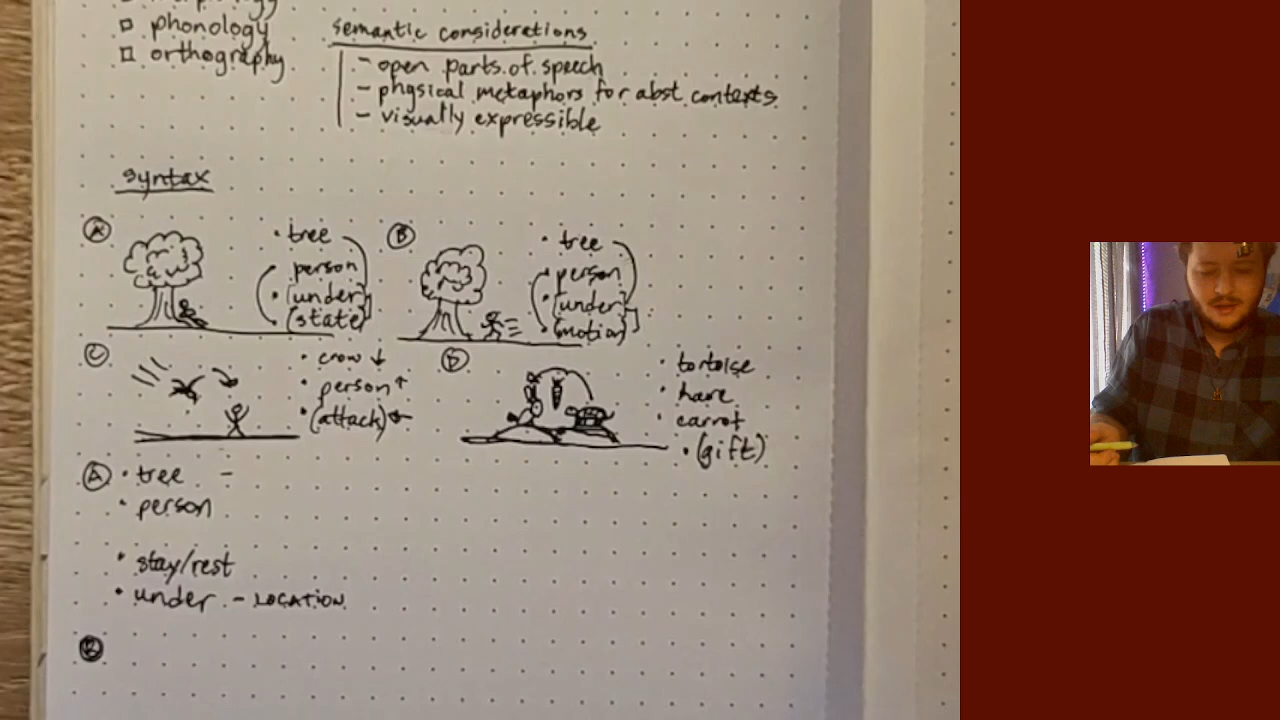 □ phonology
□ orthography
semantic considerations
- open parts of speech
- physical metaphors for abst contexts
- visually expressible
syntax
Ⓐ
• tree
person
• (under)
(state)
Ⓑ
• tree
• person
• (under)
• (motion)
Ⓒ
• crow ↓
• person ↑
• (attack) ←
Ⓓ
• tortoise
• hare
• carrot
• (gift)
Ⓐ • tree -
• person
• stay/rest
• under - LOCATION